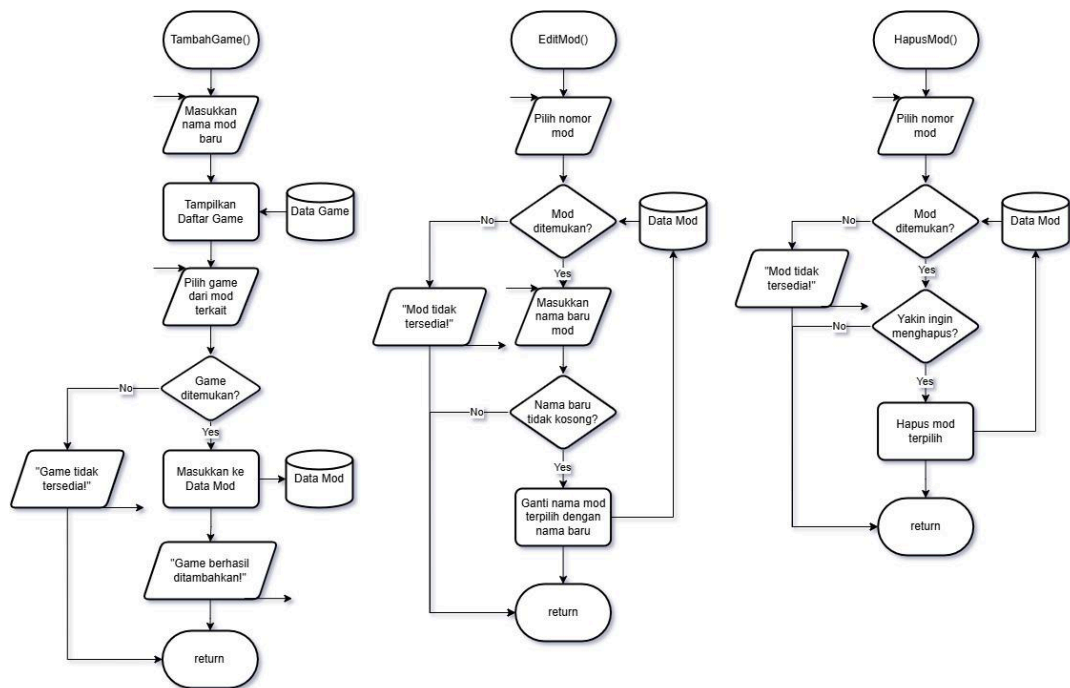 TambahGame()
Masukkan
nama mod
baru
Tampilkan
Daftar Game
Data Game
Pilih game
dari mod
terkait
Game
ditemukan?
No
Yes
"Game tidak
tersedia!"
Masukkan ke
Data Mod
Data Mod
"Game berhasil
ditambahkan!"
return
EditMod()
Pilih nomor
mod
Mod
ditemukan?
Data Mod
No
Yes
"Mod tidak
tersedia!"
Masukkan
nama baru
mod
Nama baru
tidak kosong?
No
Yes
Ganti nama mod
terpilih dengan
nama baru
return
HapusMod()
Pilih nomor
mod
Mod
ditemukan?
Data Mod
No
Yes
"Mod tidak
tersedia!"
Yakin ingin
menghapus?
No
Yes
Hapus mod
terpilih
return